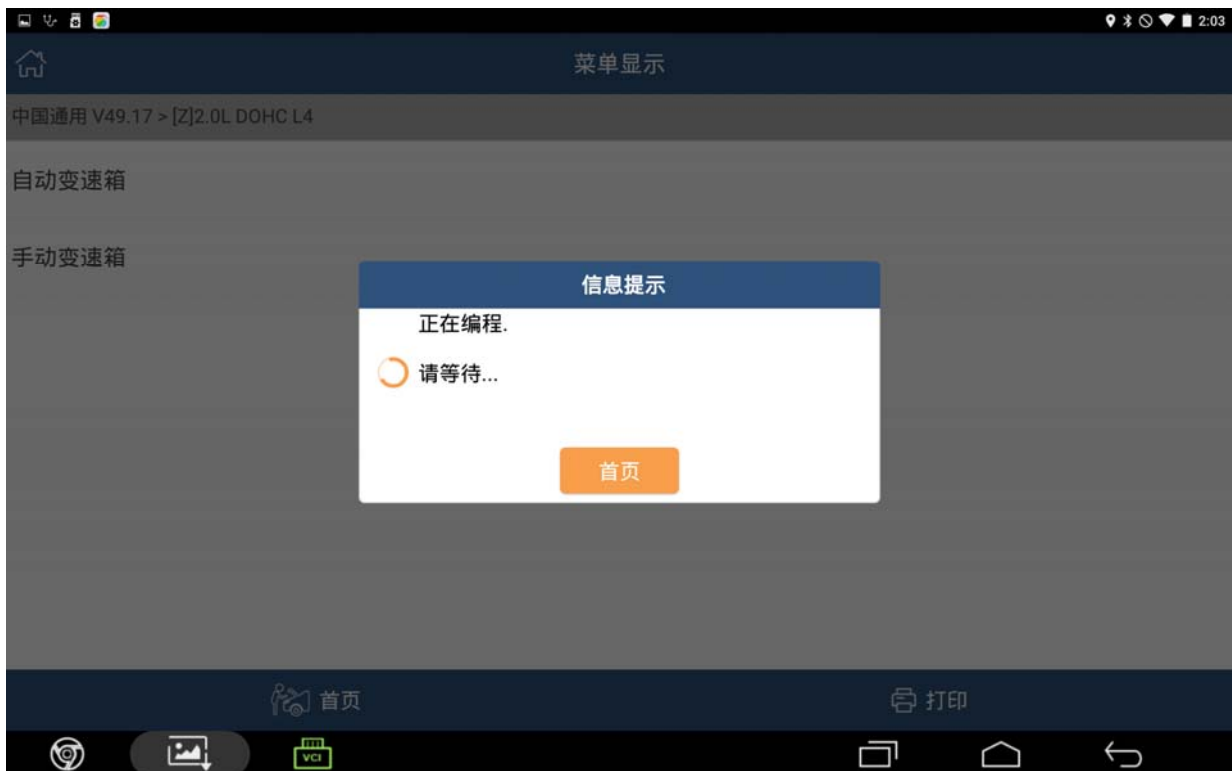 2:03
菜单显示
中国通用 V49.17 > [Z]2.0L DOHC L4
自动变速箱
手动变速箱
信息提示
正在编程.
请等待...
首页
首页
打印
VCI